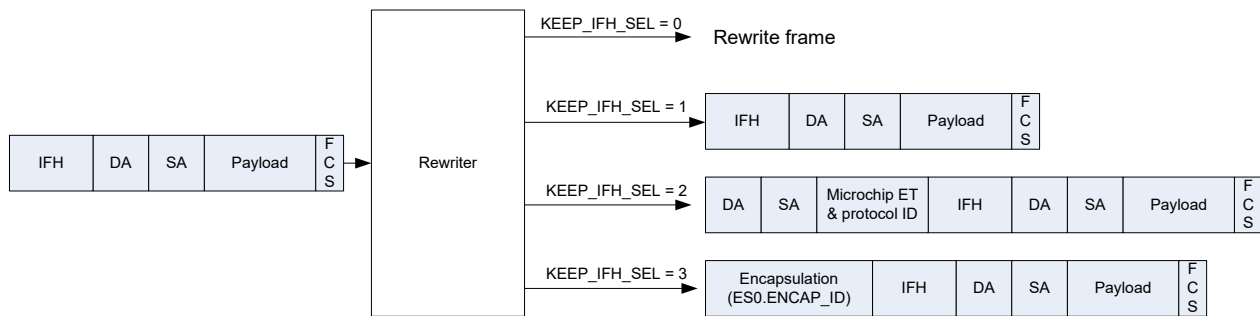 KEEP_IFH_SEL = 0
Rewrite frame
KEEP_IFH_SEL = 1
IFH DA SA Payload F C S
IFH DA SA Payload F C S
Rewriter
KEEP_IFH_SEL = 2
DA SA Microchip ET & protocol ID IFH DA SA Payload F C S
KEEP_IFH_SEL = 3
Encapsulation (ES0.ENCAP_ID) IFH DA SA Payload F C S